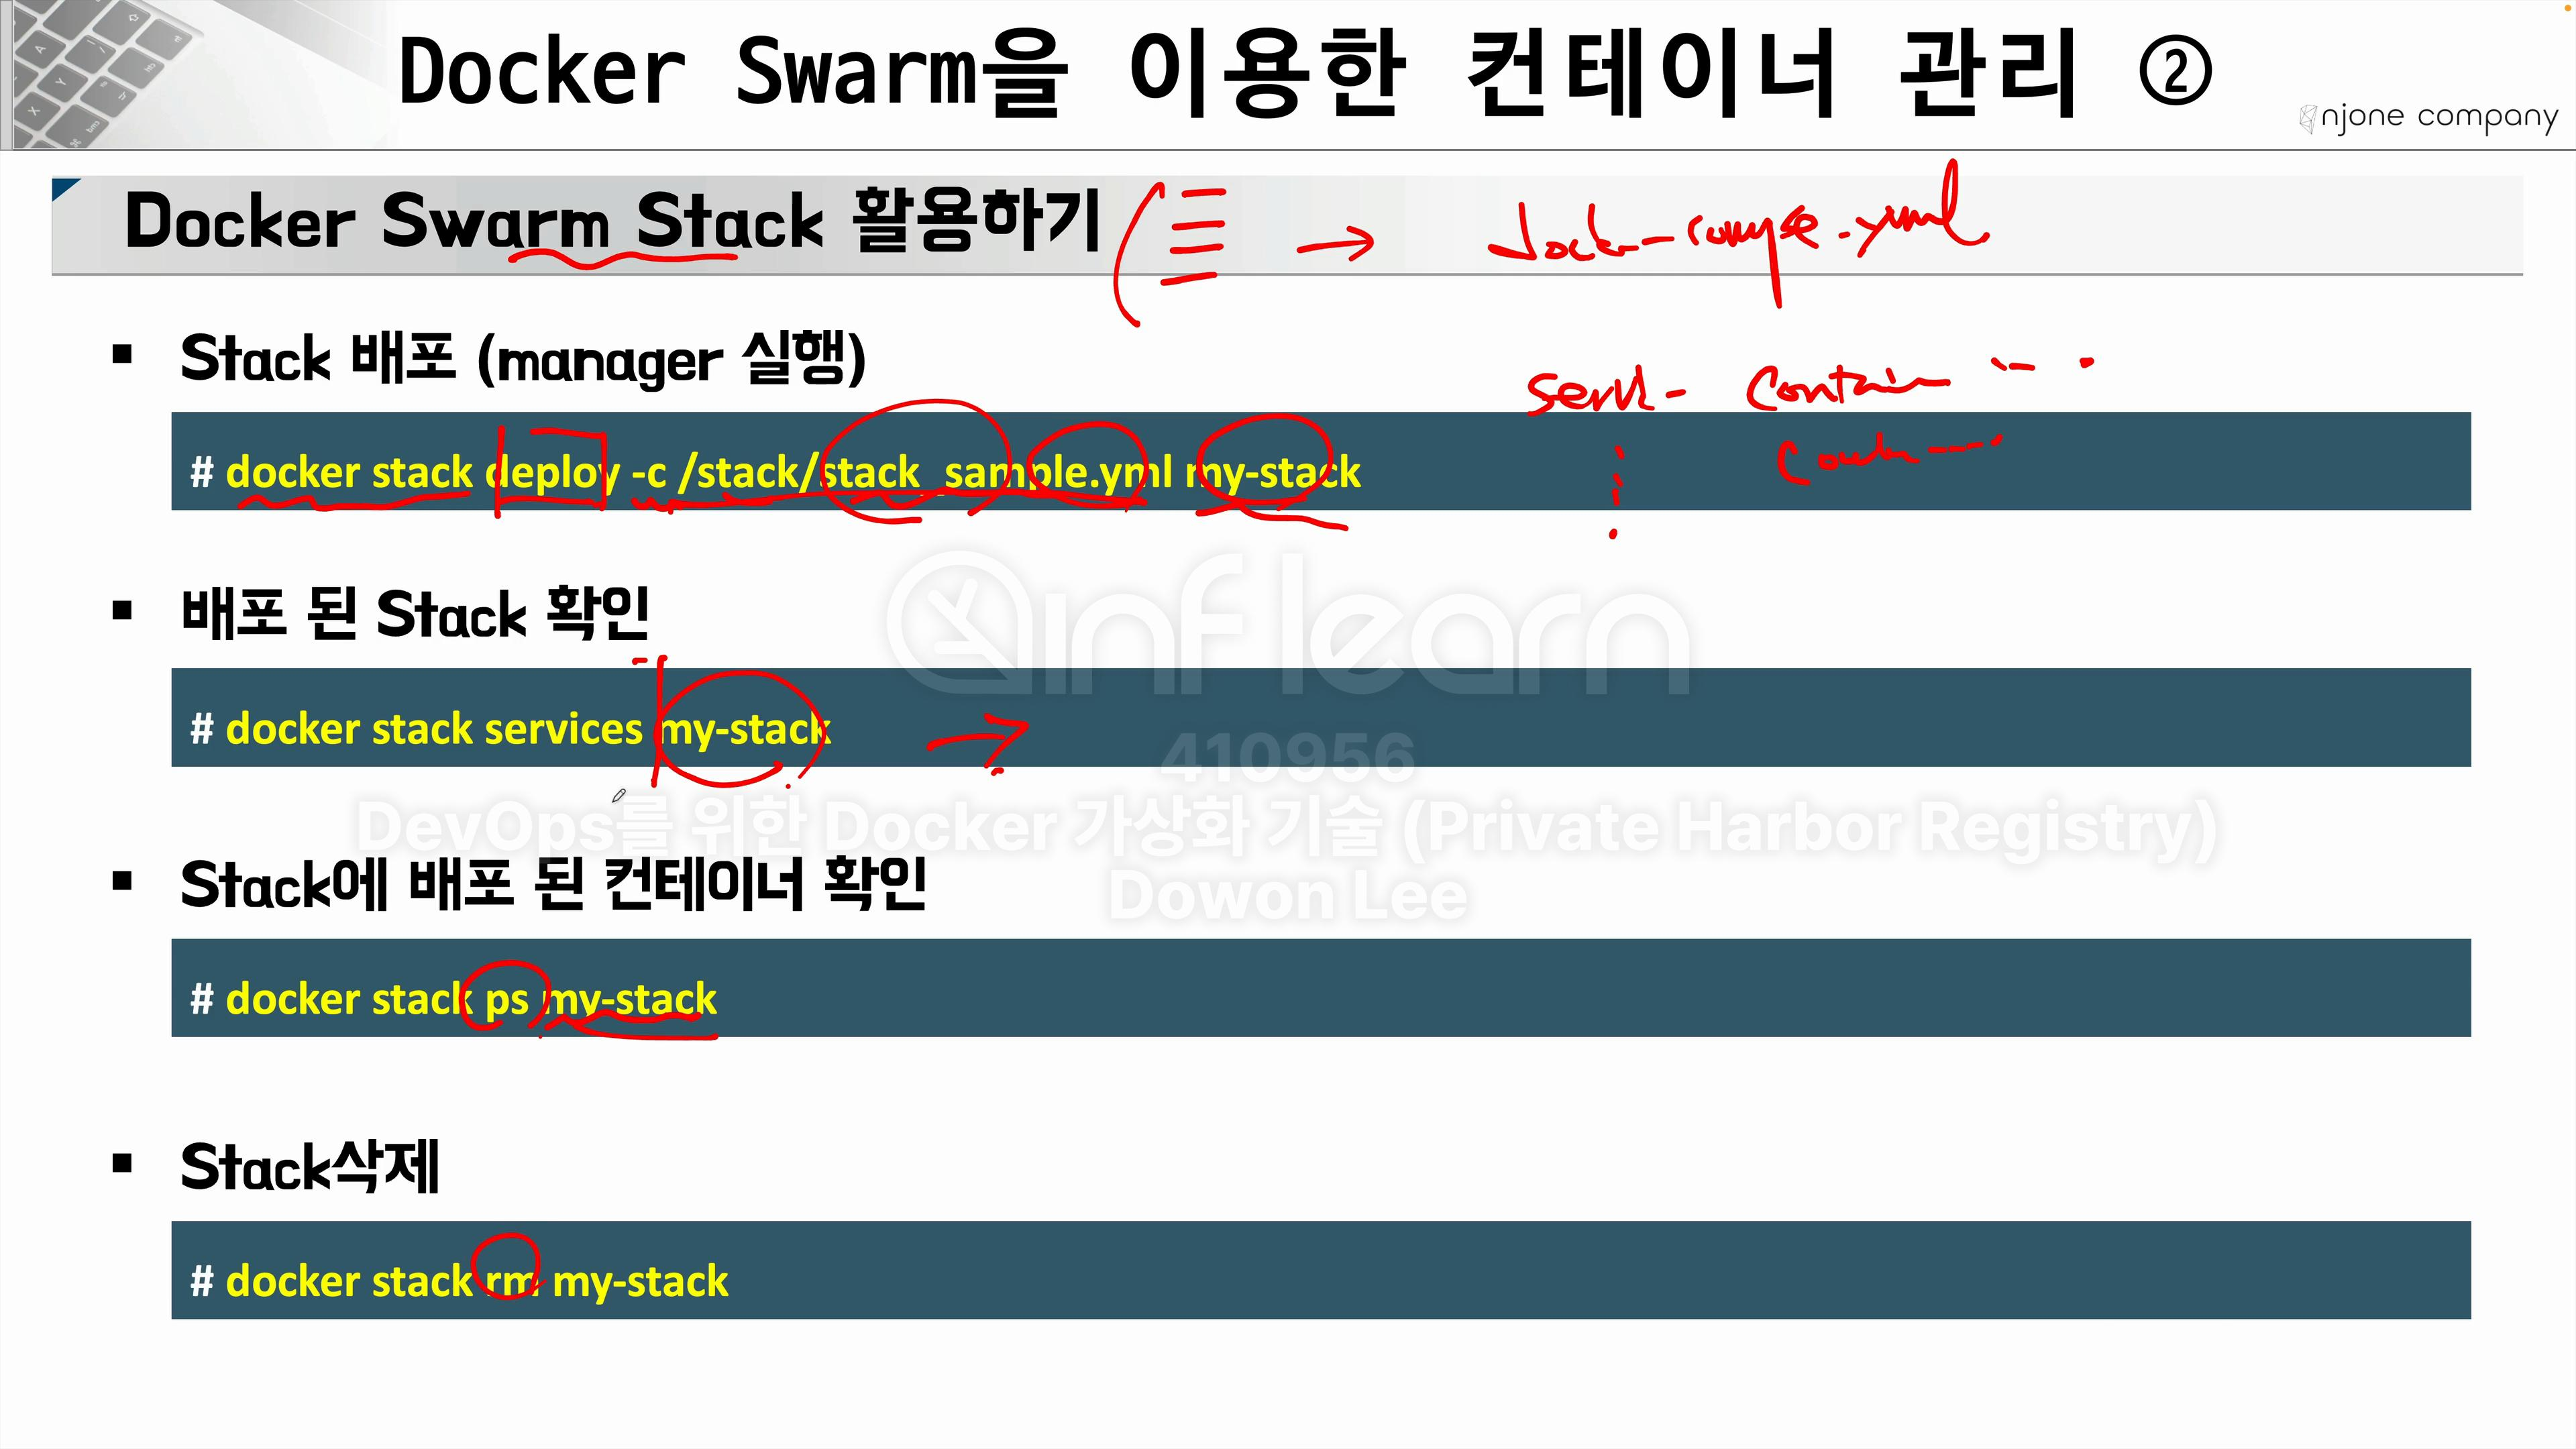 Docker Swarm을 이용한 컨테이너 관리 ②
njone company
Docker Swarm Stack 활용하기
docker-compose.yml
▪ Stack 배포 (manager 실행)
# docker stack deploy -c /stack/stack_sample.yml my-stack
▪ 배포 된 Stack 확인
inflearn
# docker stack services my-stack
410956
DevOps를 위한 Docker 가상화 기술 (Private Harbor Registry)
▪ Stack에 배포 된 컨테이너 확인
Dowon Lee
# docker stack ps my-stack
▪ Stack삭제
# docker stack rm my-stack